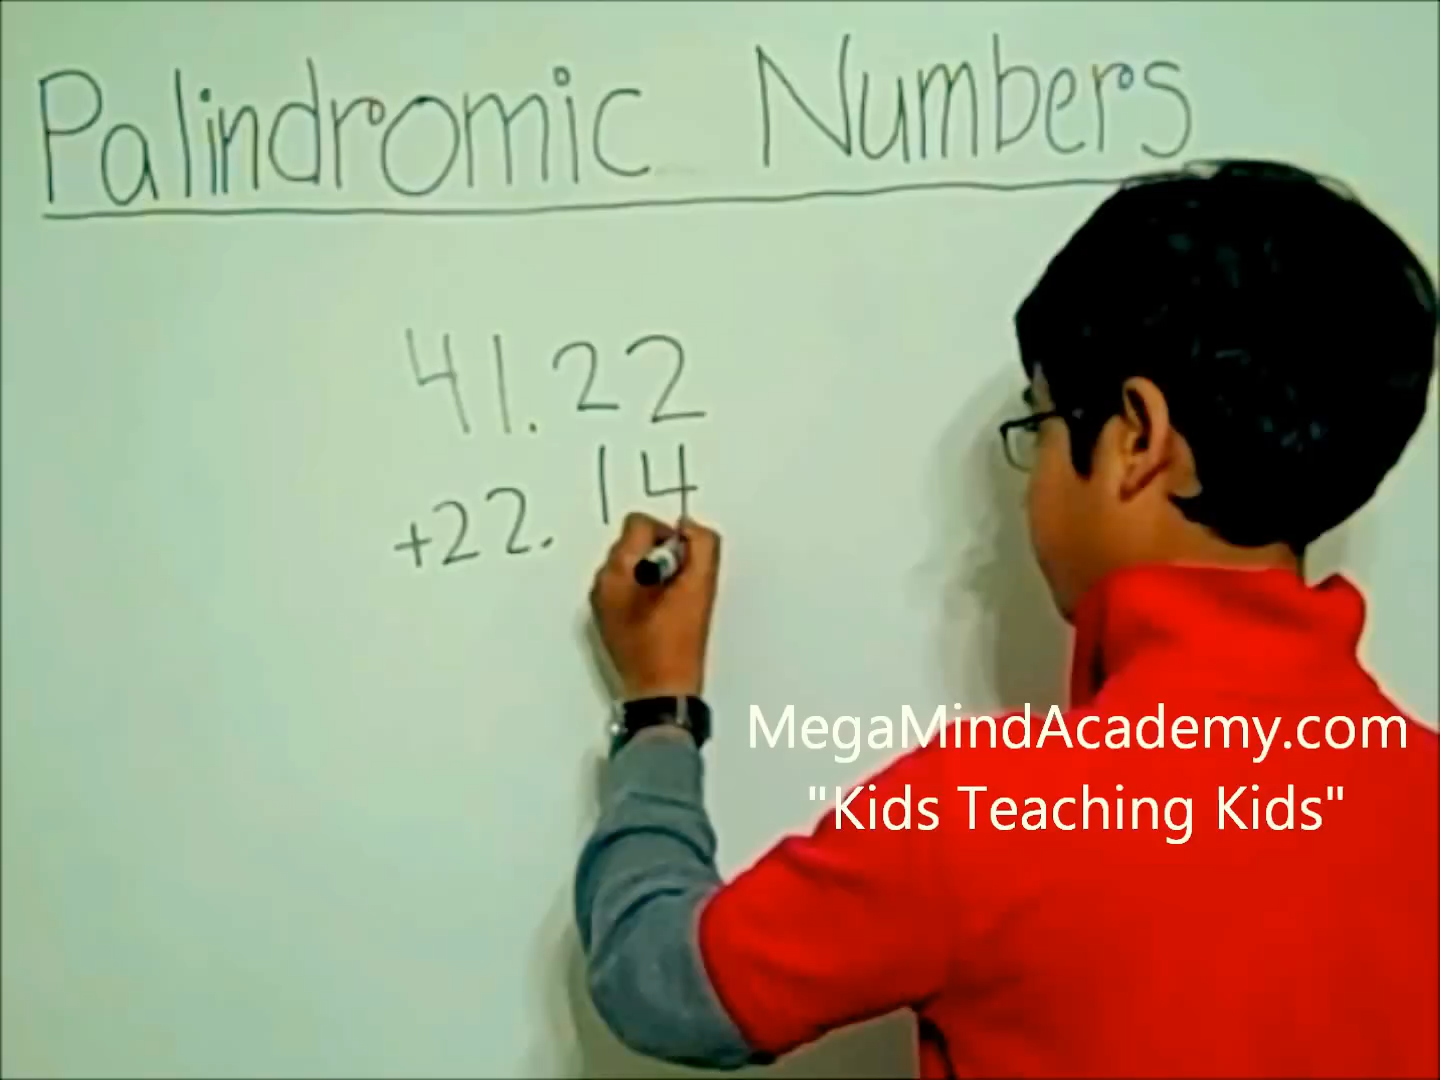 Palindromic Numbers
41.22
+22.14
MegaMindAcademy.com
"Kids Teaching Kids"